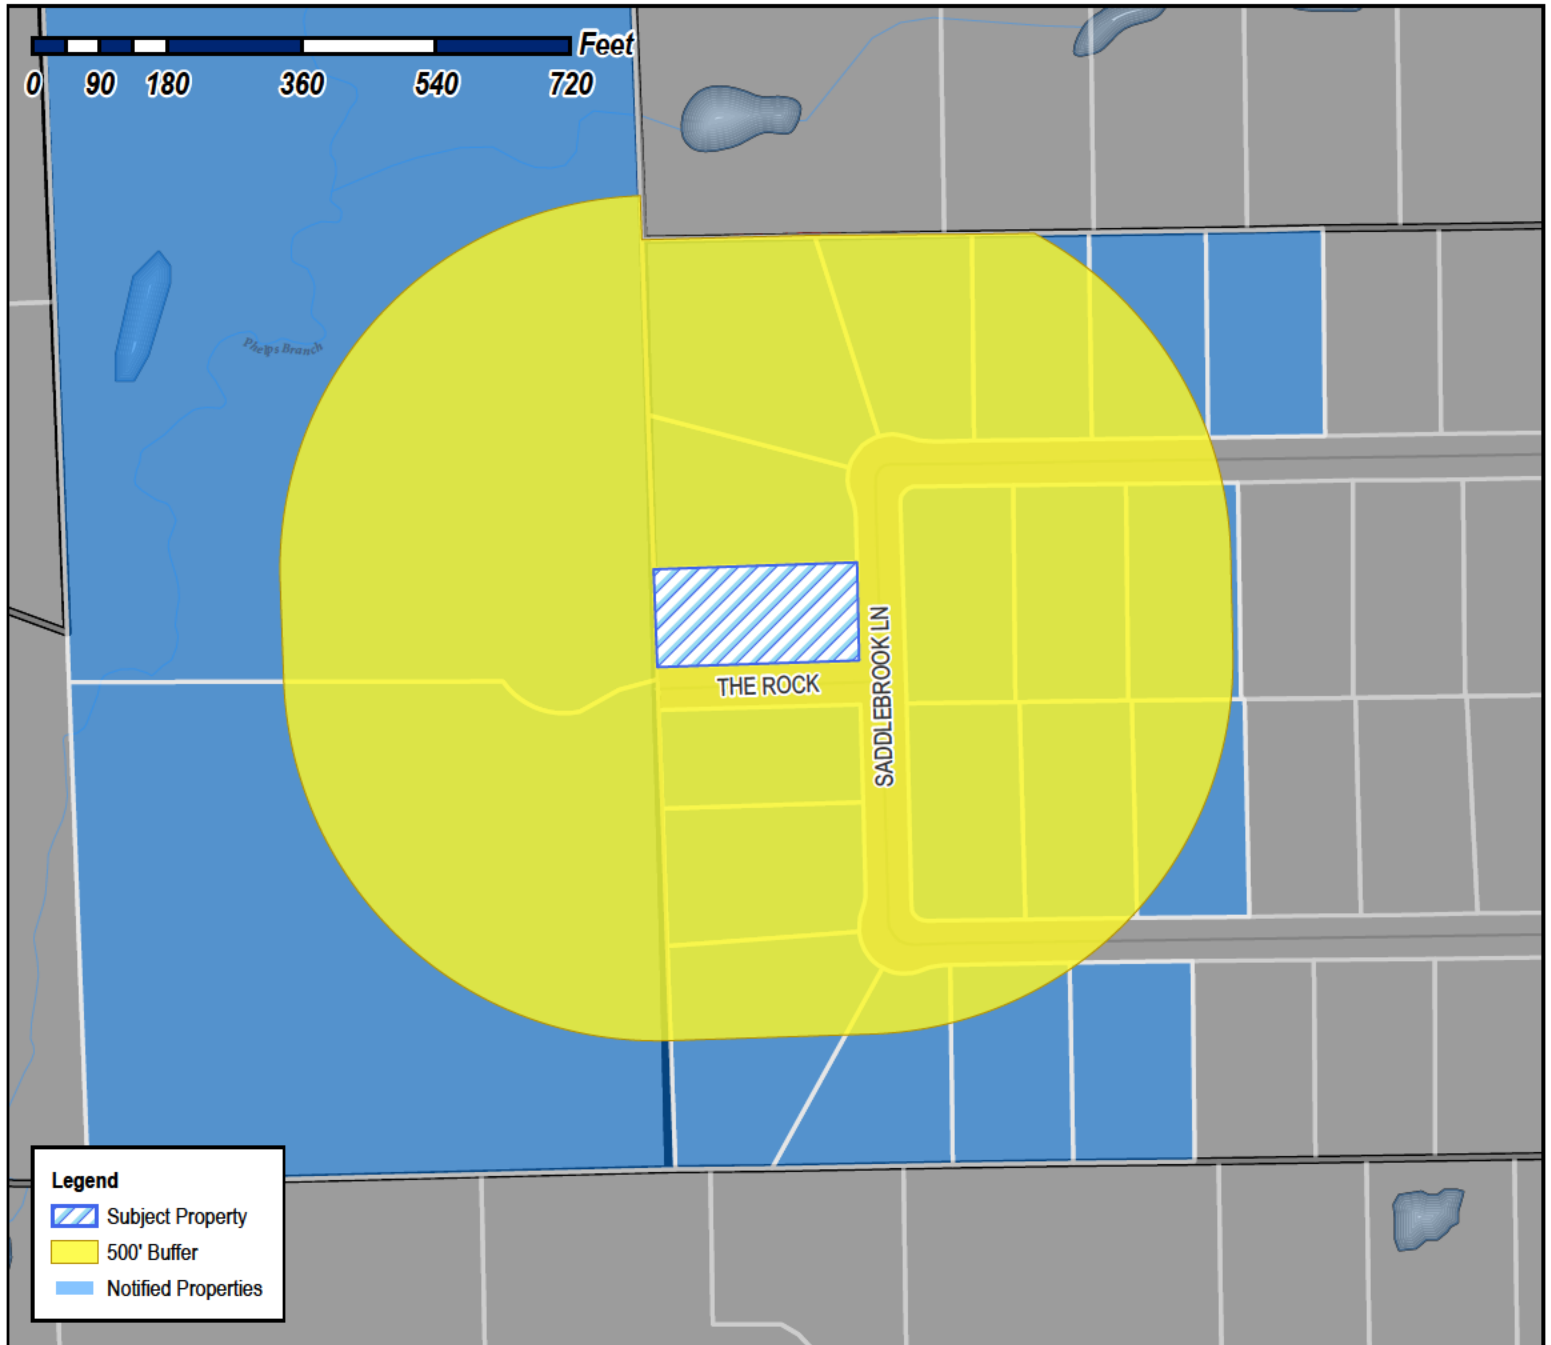 Feet
0 90 180 360 540 720
Phelps Branch
THE ROCK
SADDLEBROOK LN
Legend
Subject Property
500' Buffer
Notified Properties